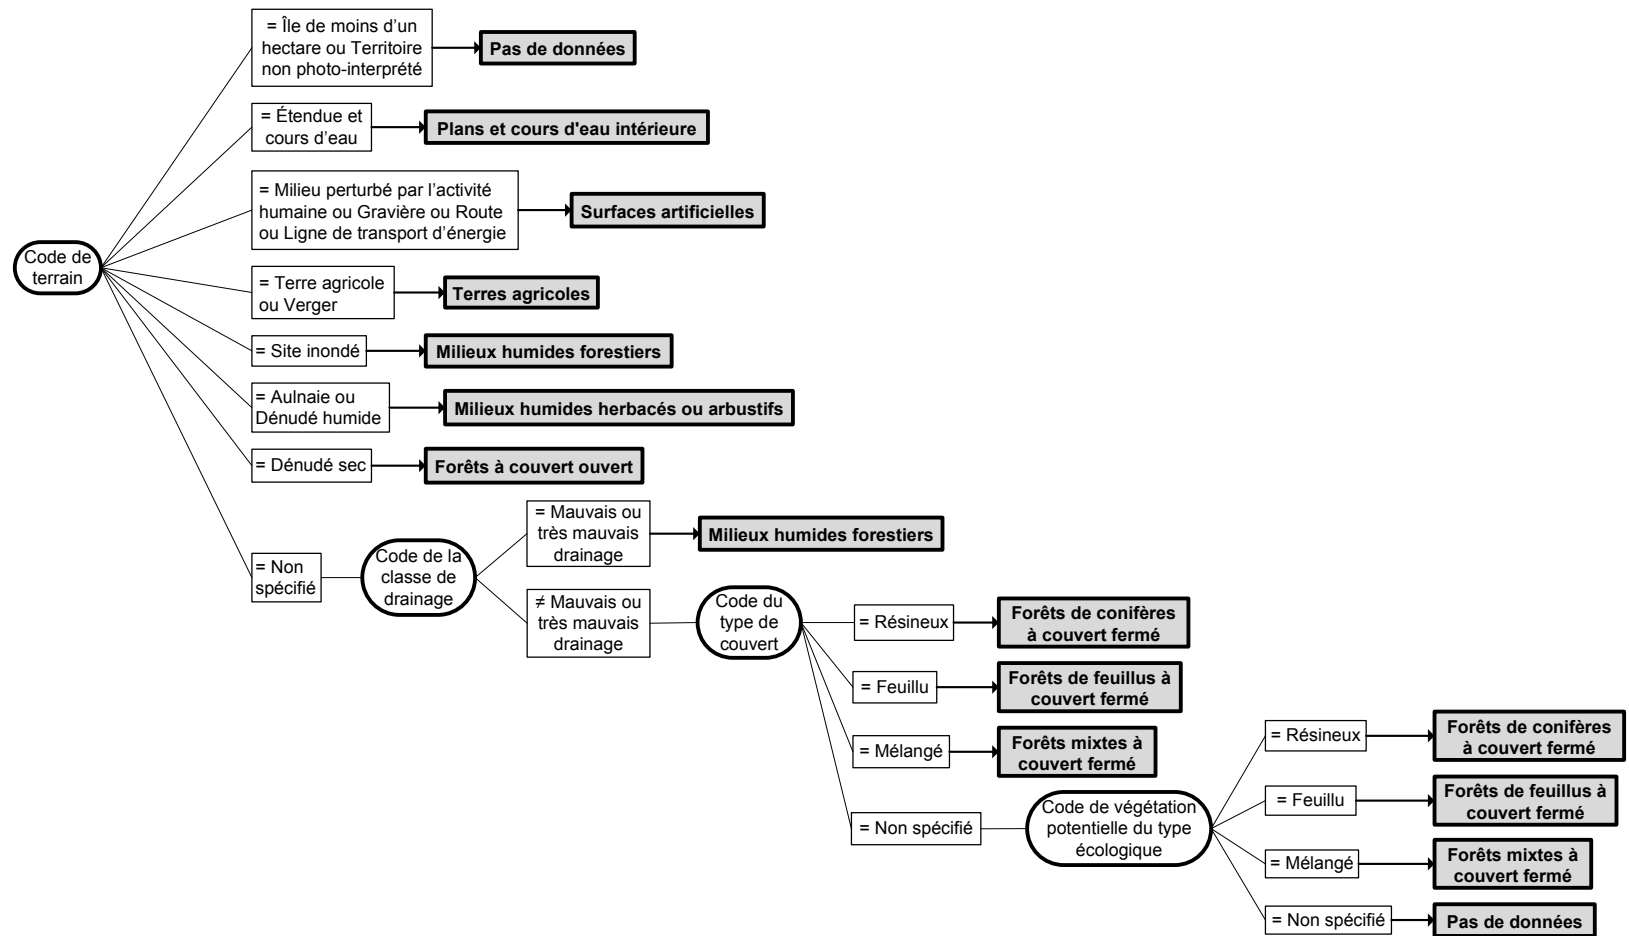 = Île de moins d’un
hectare ou Territoire
non photo-interprété
Pas de données
= Étendue et
cours d’eau
Plans et cours d'eau intérieure
= Milieu perturbé par l’activité
humaine ou Gravière ou Route
ou Ligne de transport d’énergie
Surfaces artificielles
Code de
terrain
= Terre agricole
ou Verger
Terres agricoles
= Site inondé
Milieux humides forestiers
= Aulnaie ou
Dénudé humide
Milieux humides herbacés ou arbustifs
= Dénudé sec
Forêts à couvert ouvert
= Non
spécifié
Code de la
classe de
drainage
= Mauvais ou
très mauvais
drainage
Milieux humides forestiers
≠ Mauvais ou
très mauvais
drainage
Code du
type de
couvert
= Résineux
Forêts de conifères
à couvert fermé
= Feuillu
Forêts de feuillus à
couvert fermé
= Mélangé
Forêts mixtes à
couvert fermé
= Non spécifié
Code de végétation
potentielle du type
écologique
= Résineux
Forêts de conifères
à couvert fermé
= Feuillu
Forêts de feuillus à
couvert fermé
= Mélangé
Forêts mixtes à
couvert fermé
= Non spécifié
Pas de données